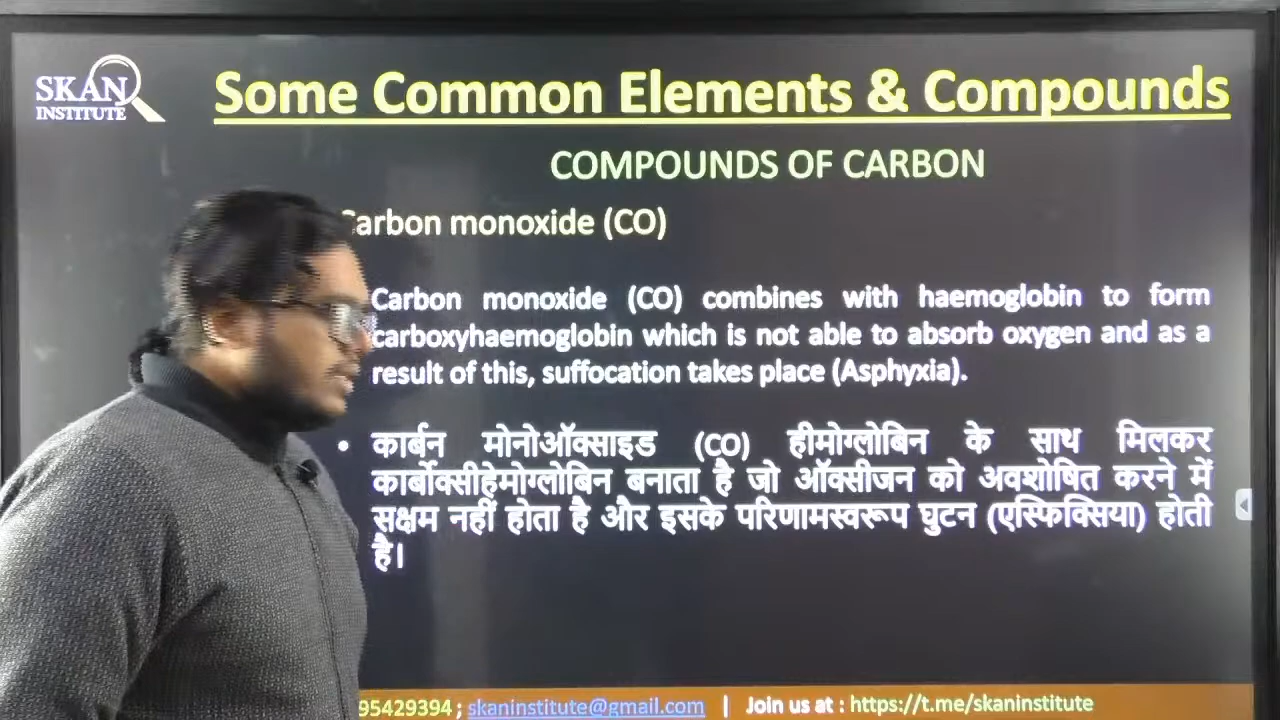 SKAN
INSTITUTE
Some Common Elements & Compounds
COMPOUNDS OF CARBON
Carbon monoxide (CO)
Carbon monoxide (CO) combines with haemoglobin to form
carboxyhaemoglobin which is not able to absorb oxygen and as a
result of this, suffocation takes place (Asphyxia).
• कार्बन मोनोऑक्साइड (CO) हीमोग्लोबिन के साथ मिलकर
कार्बोक्सीहेमोग्लोबिन बनाता है जो ऑक्सीजन को अवशोषित करने में
सक्षम नहीं होता है और इसके परिणामस्वरूप घुटन (एस्फिक्सिया) होती
है।
95429394 ; skaninstitute@gmail.com | Join us at : https://t.me/skaninstitute